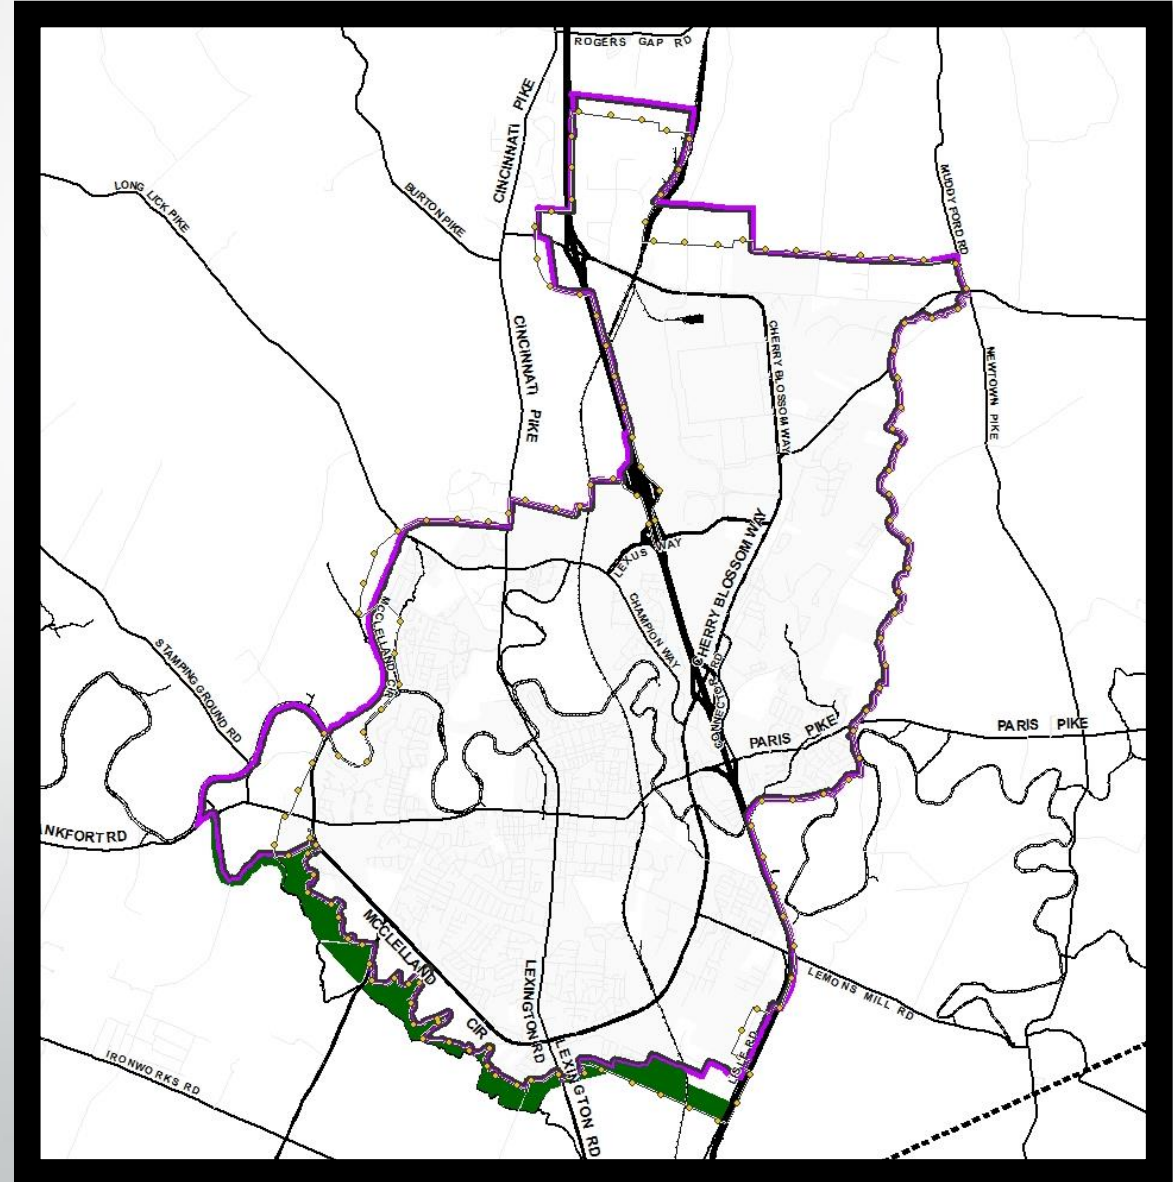 ROGERS GAP RD
CINCINNATI PIKE
MUDDY FORD RD
LONG LICK PIKE
BURTON PIKE
CINCINNATI PIKE
CHERRY BLOSSOM WAY
NEWTOWN PIKE
LEXUS WAY
CHERRY BLOSSOM WAY
CHAMPION WAY
MCCLELLAND CIR
STAMPING GROUND RD
CONNECTOR RD
PARIS PIKE
PARIS PIKE
ANKFORT RD
MCCLELLAND CIR
LEXINGTON RD
LEMONS MILL RD
LISLE RD
IRONWORKS RD
LEXINGTON RD